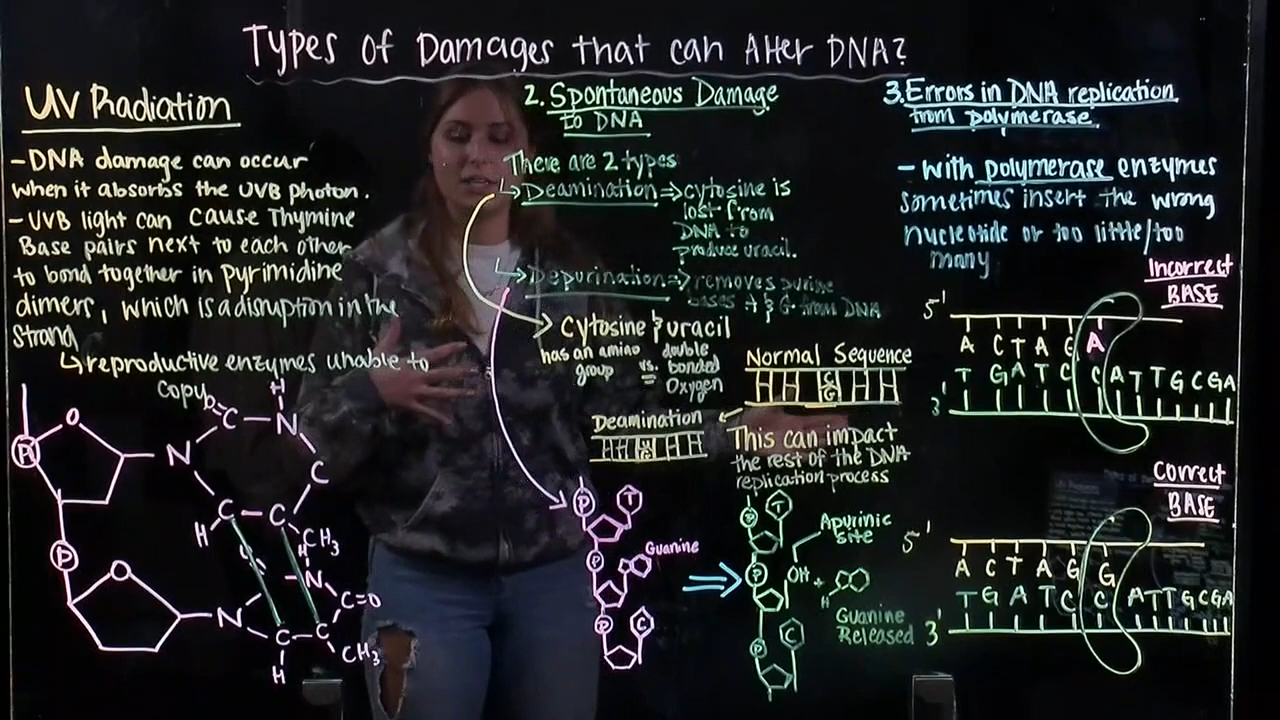 Types of Damages that can Alter DNA?
UV Radiation
-DNA damage can occur
when it absorbs the UVB photon.
-UVB light can cause Thymine
Base pairs next to each other
to bond together in pyrimidine
dimers, which is a disruption in the
strand
↳reproductive enzymes unable to
copy
O=C-N
H
O
N
C
Pi
C
C
H
CH3
P
O
H
N
C=O
N
C
C
CH3
H
2. Spontaneous Damage
to DNA
There are 2 types
↳Deamination⇒cytosine is
lost from
DNA to
produce uracil.
↳Depurination⇒removes purine
bases A & G from DNA
Cytosine & uracil
has an amino
group
vs.
double
bonded
Oxygen
Normal Sequence
C
G
Deamination
U
G
This can impact
the rest of the DNA
replication process
P
T
P
Guanine
P
C
P
T
Apurinic
site
P
OH +
H
Guanine
Released
P
C
3. Errors in DNA replication
from polymerase
- with polymerase enzymes
sometimes insert the wrong
nucleotide or too little/too
many
Incorrect
BASE
5'
A C T A G A
T G A T C C A T T G C G A
3'
Correct
BASE
5'
A C T A G G
T G A T C C A T T G C G A
3'